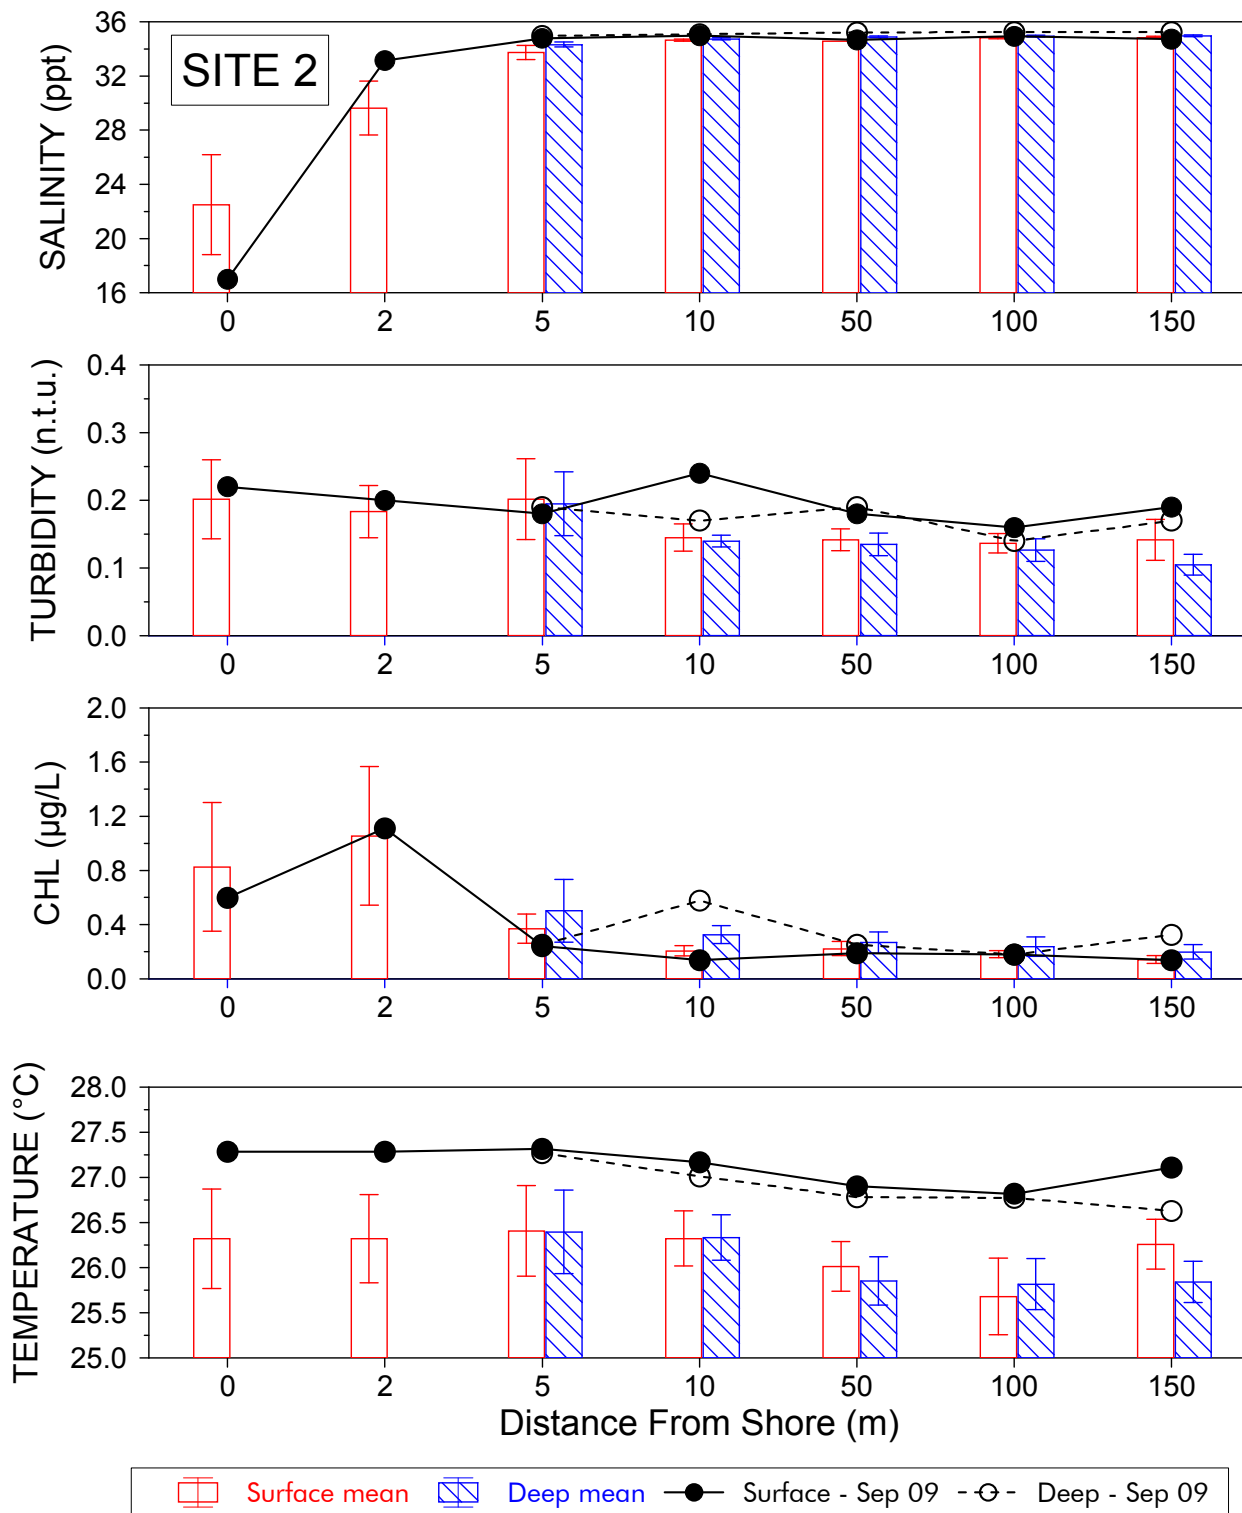 SITE 2
SALINITY (ppt)
36
32
28
24
20
16
0 2 5 10 50 100 150
TURBIDITY (n.t.u.)
0.4
0.3
0.2
0.1
0.0
0 2 5 10 50 100 150
CHL (µg/L)
2.0
1.6
1.2
0.8
0.4
0.0
0 2 5 10 50 100 150
TEMPERATURE (°C)
28.0
27.5
27.0
26.5
26.0
25.5
25.0
0 2 5 10 50 100 150
Distance From Shore (m)
Surface mean Deep mean Surface - Sep 09 Deep - Sep 09